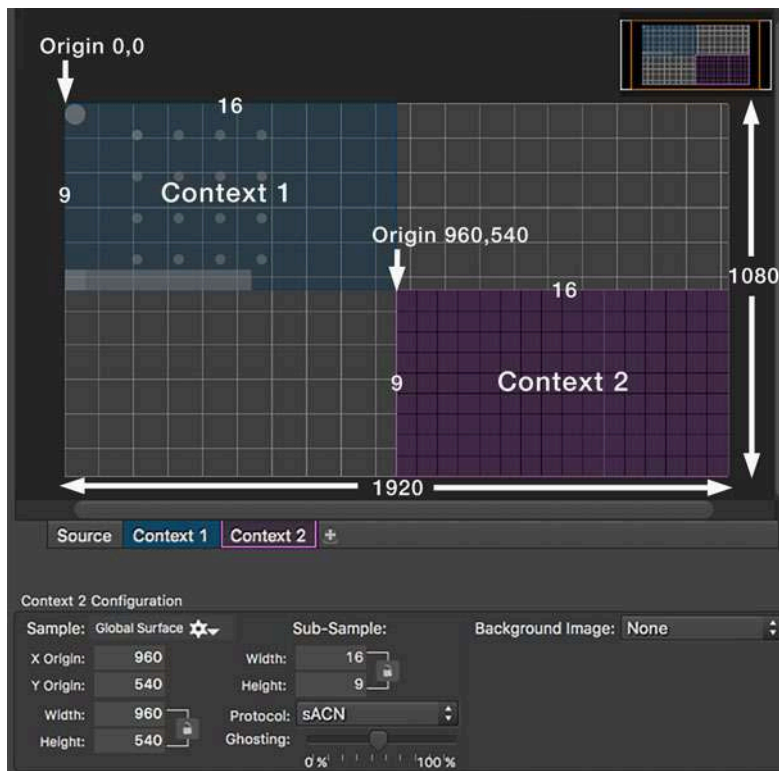 Origin 0,0
16
9
Context 1
Origin 960,540
1080
16
9
Context 2
1920
Source Context 1 Context 2 +
Context 2 Configuration
Sample: Global Surface Sub-Sample: Background Image: None
X Origin: 960 Width: 16
Y Origin: 540 Height: 9
Width: 960 Protocol: sACN
Height: 540 Ghosting:
0% 100%